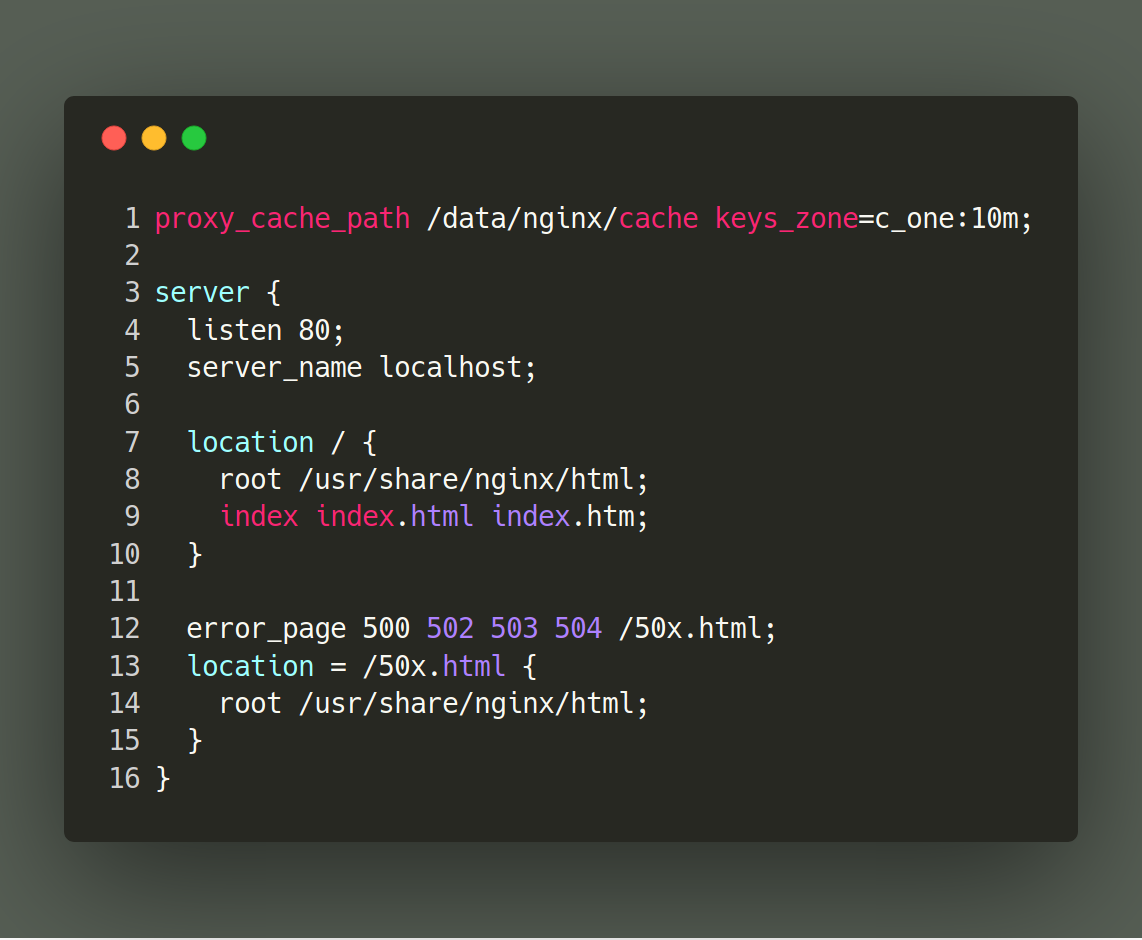 1 proxy_cache_path /data/nginx/cache keys_zone=c_one:10m;
2
3 server {
4   listen 80;
5   server_name localhost;
6
7   location / {
8     root /usr/share/nginx/html;
9     index index.html index.htm;
10   }
11
12   error_page 500 502 503 504 /50x.html;
13   location = /50x.html {
14     root /usr/share/nginx/html;
15   }
16 }